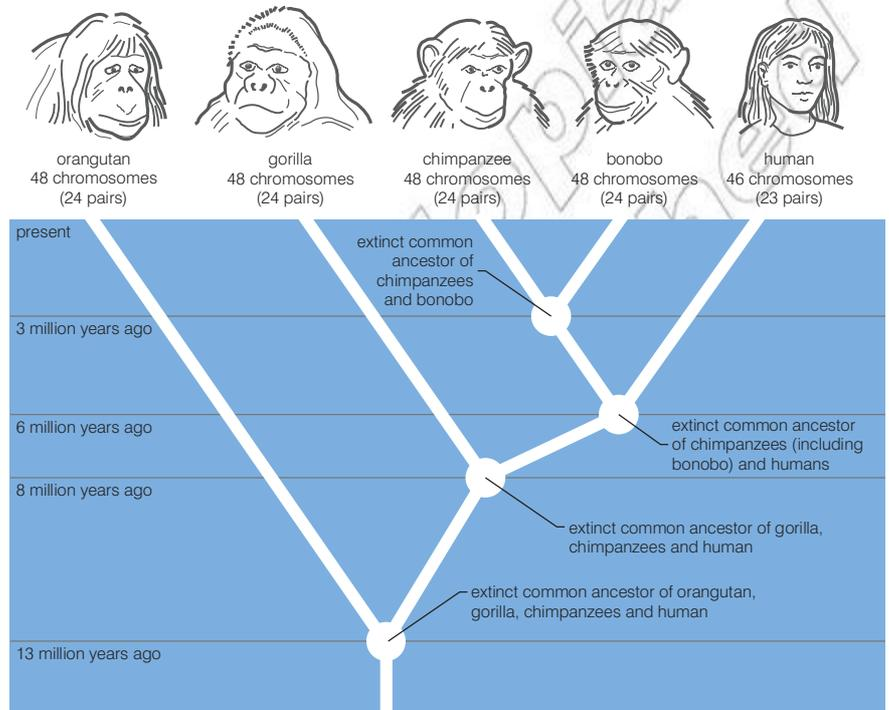 orangutan
48 chromosomes
(24 pairs)
gorilla
48 chromosomes
(24 pairs)
chimpanzee
48 chromosomes
(24 pairs)
bonobo
48 chromosomes
(24 pairs)
human
46 chromosomes
(23 pairs)
present
extinct common
ancestor of
chimpanzees
and bonobo
3 million years ago
6 million years ago
extinct common ancestor
of chimpanzees (including
bonobo) and humans
8 million years ago
extinct common ancestor of gorilla,
chimpanzees and human
extinct common ancestor of orangutan,
gorilla, chimpanzees and human
13 million years ago